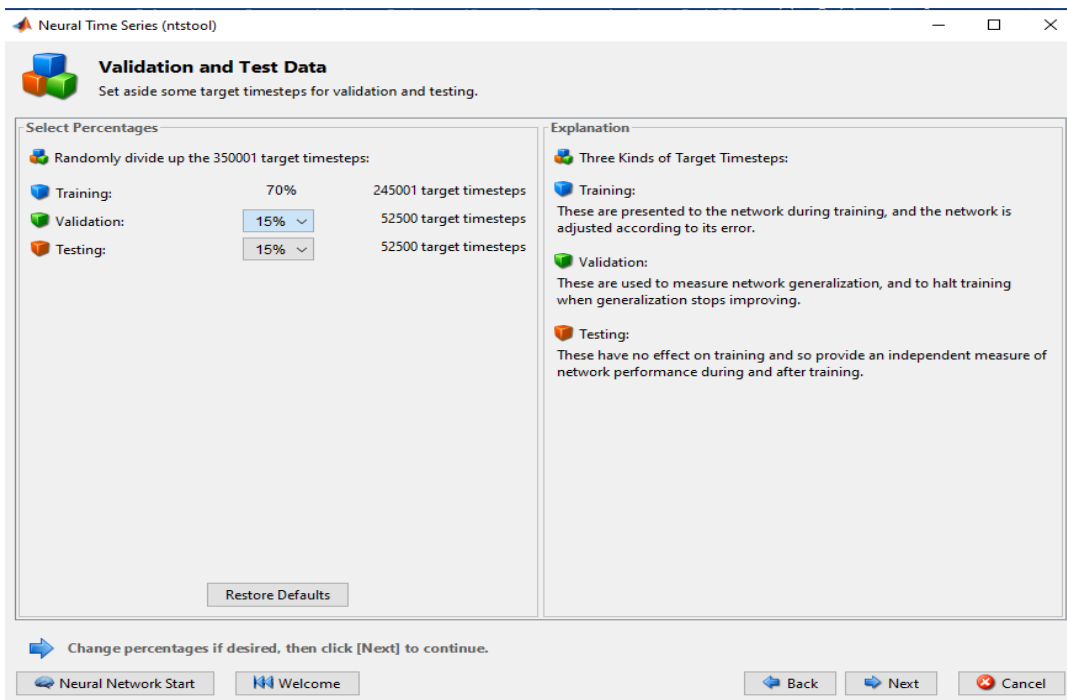 Neural Time Series (ntstool)
Validation and Test Data
Set aside some target timesteps for validation and testing.
Select Percentages
Randomly divide up the 350001 target timesteps:
Training: 70% 245001 target timesteps
Validation: 15% 52500 target timesteps
Testing: 15% 52500 target timesteps
Restore Defaults
Explanation
Three Kinds of Target Timesteps:
Training:
These are presented to the network during training, and the network is
adjusted according to its error.
Validation:
These are used to measure network generalization, and to halt training
when generalization stops improving.
Testing:
These have no effect on training and so provide an independent measure of
network performance during and after training.
Change percentages if desired, then click [Next] to continue.
Neural Network Start Welcome Back Next Cancel